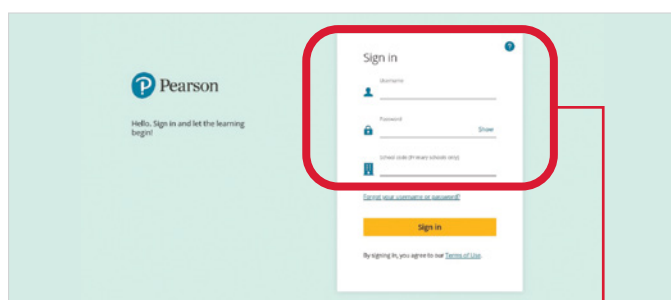 Pearson
Hello. Sign in and let the learning
begin!
Sign in
?
Username
Password
Show
School code (Primary schools only)
Forgot your username or password?
Sign in
By signing in, you agree to our Terms of Use.